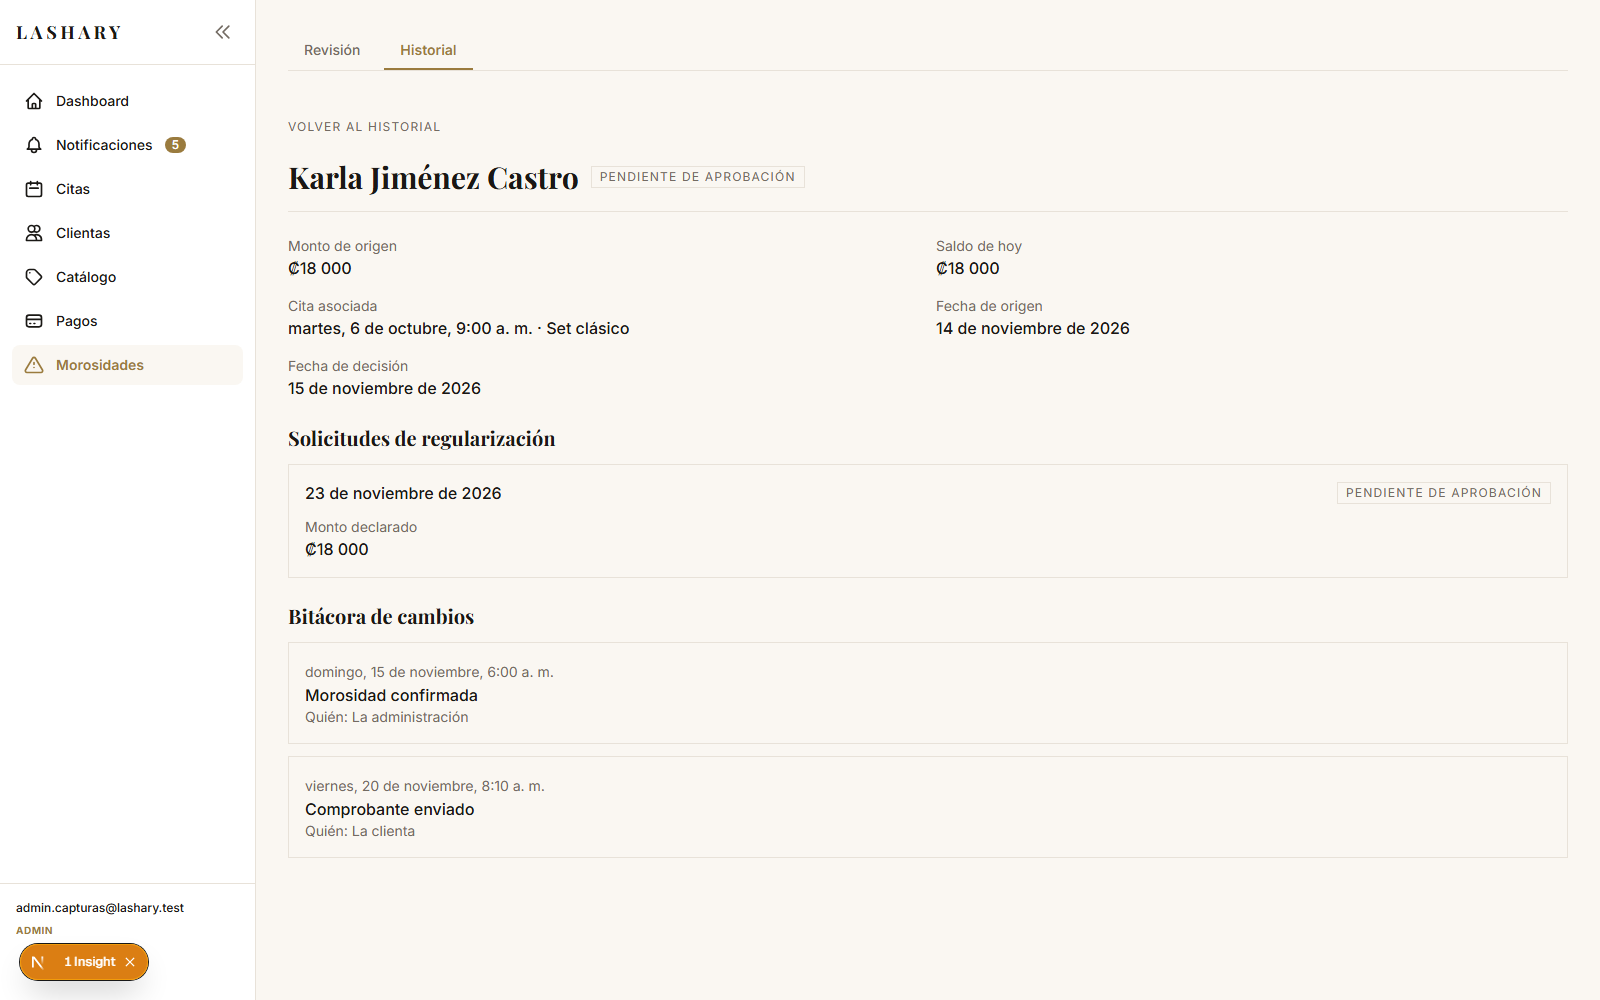 LASHARY
Dashboard
Notificaciones 5
Citas
Clientas
Catálogo
Pagos
Morosidades
admin.capturas@lashary.test
ADMIN
1 Insight
Revisión Historial
VOLVER AL HISTORIAL
Karla Jiménez Castro PENDIENTE DE APROBACIÓN
Monto de origen
₡18 000
Saldo de hoy
₡18 000
Cita asociada
martes, 6 de octubre, 9:00 a. m. · Set clásico
Fecha de origen
14 de noviembre de 2026
Fecha de decisión
15 de noviembre de 2026
Solicitudes de regularización
23 de noviembre de 2026 PENDIENTE DE APROBACIÓN
Monto declarado
₡18 000
Bitácora de cambios
domingo, 15 de noviembre, 6:00 a. m.
Morosidad confirmada
Quién: La administración
viernes, 20 de noviembre, 8:10 a. m.
Comprobante enviado
Quién: La clienta